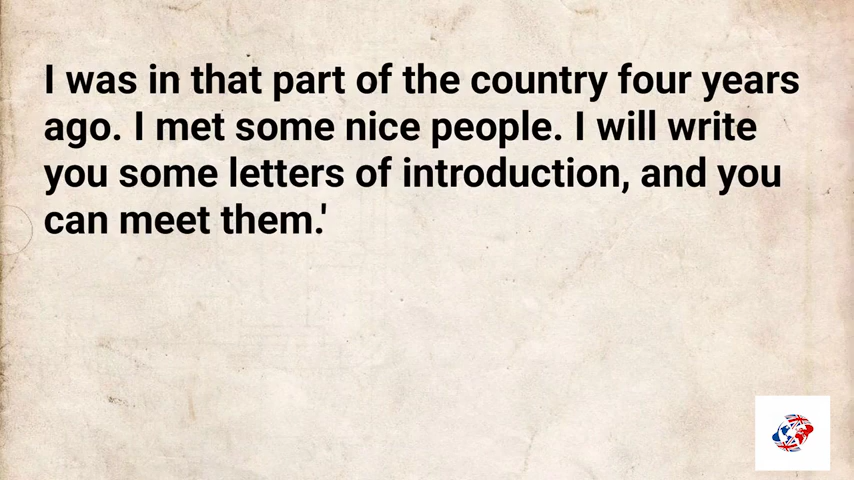 I was in that part of the country four years
ago. I met some nice people. I will write
you some letters of introduction, and you
can meet them.'